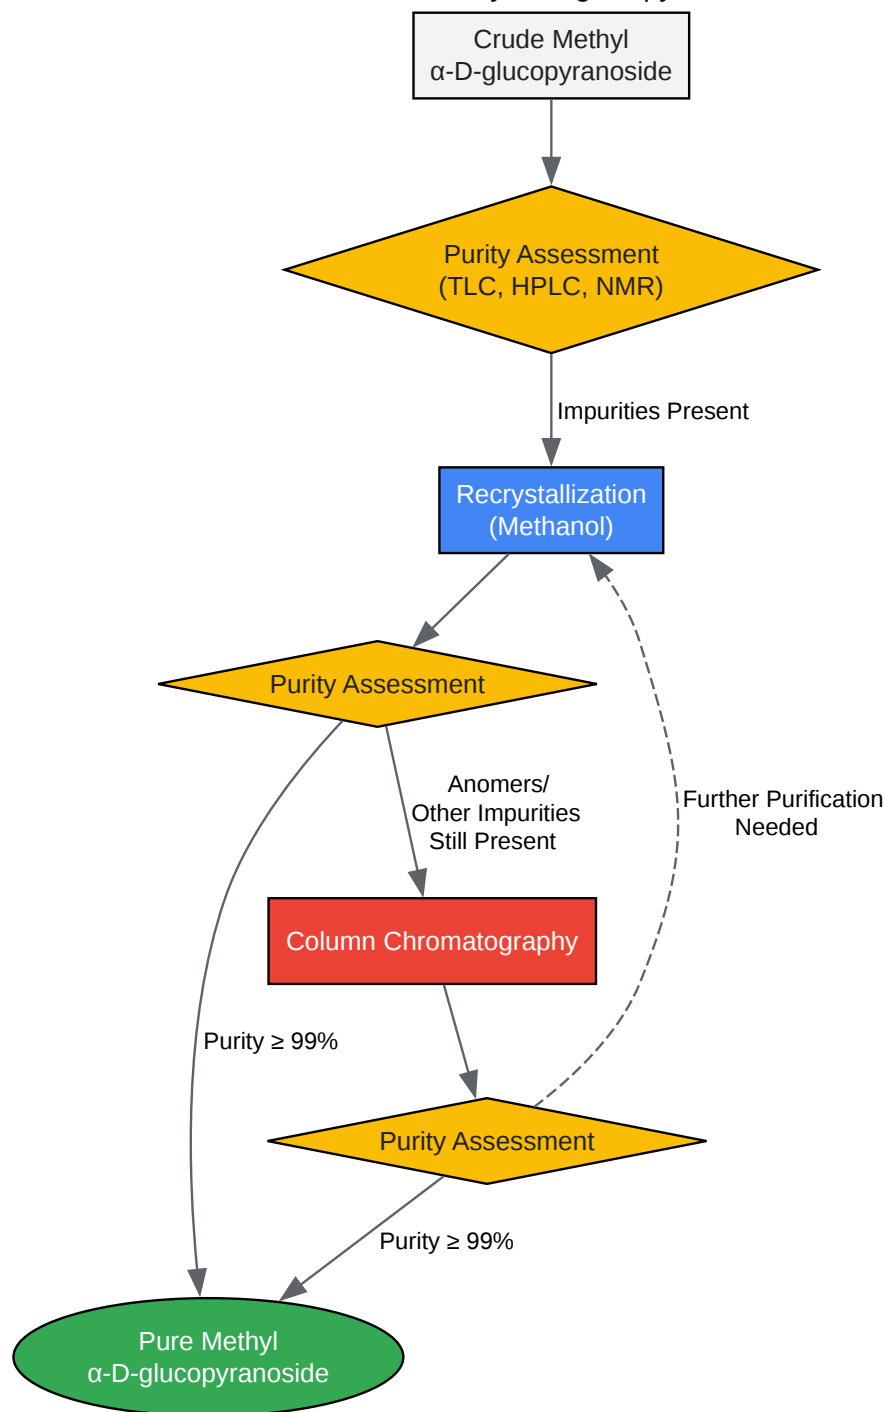 Crude Methyl
α-D-glucopyranoside
Purity Assessment
(TLC, HPLC, NMR)
Impurities Present
Recrystallization
(Methanol)
Purity Assessment
Anomers/
Other Impurities
Still Present
Further Purification
Needed
Column Chromatography
Purity ≥ 99%
Purity Assessment
Purity ≥ 99%
Pure Methyl
α-D-glucopyranoside